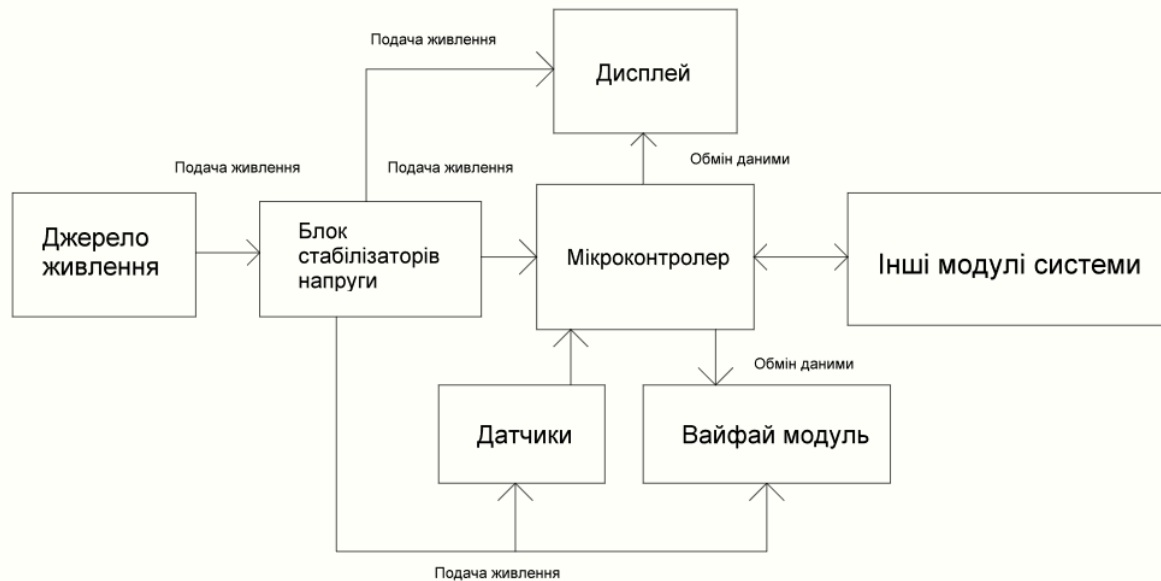 Подача живлення
Дисплей
Подача живлення
Подача живлення
Обмін даними
Джерело
живлення
Блок
стабілізаторів
напруги
Мікроконтролер
Інші модулі системи
Обмін даними
Датчики
Вайфай модуль
Подача живлення